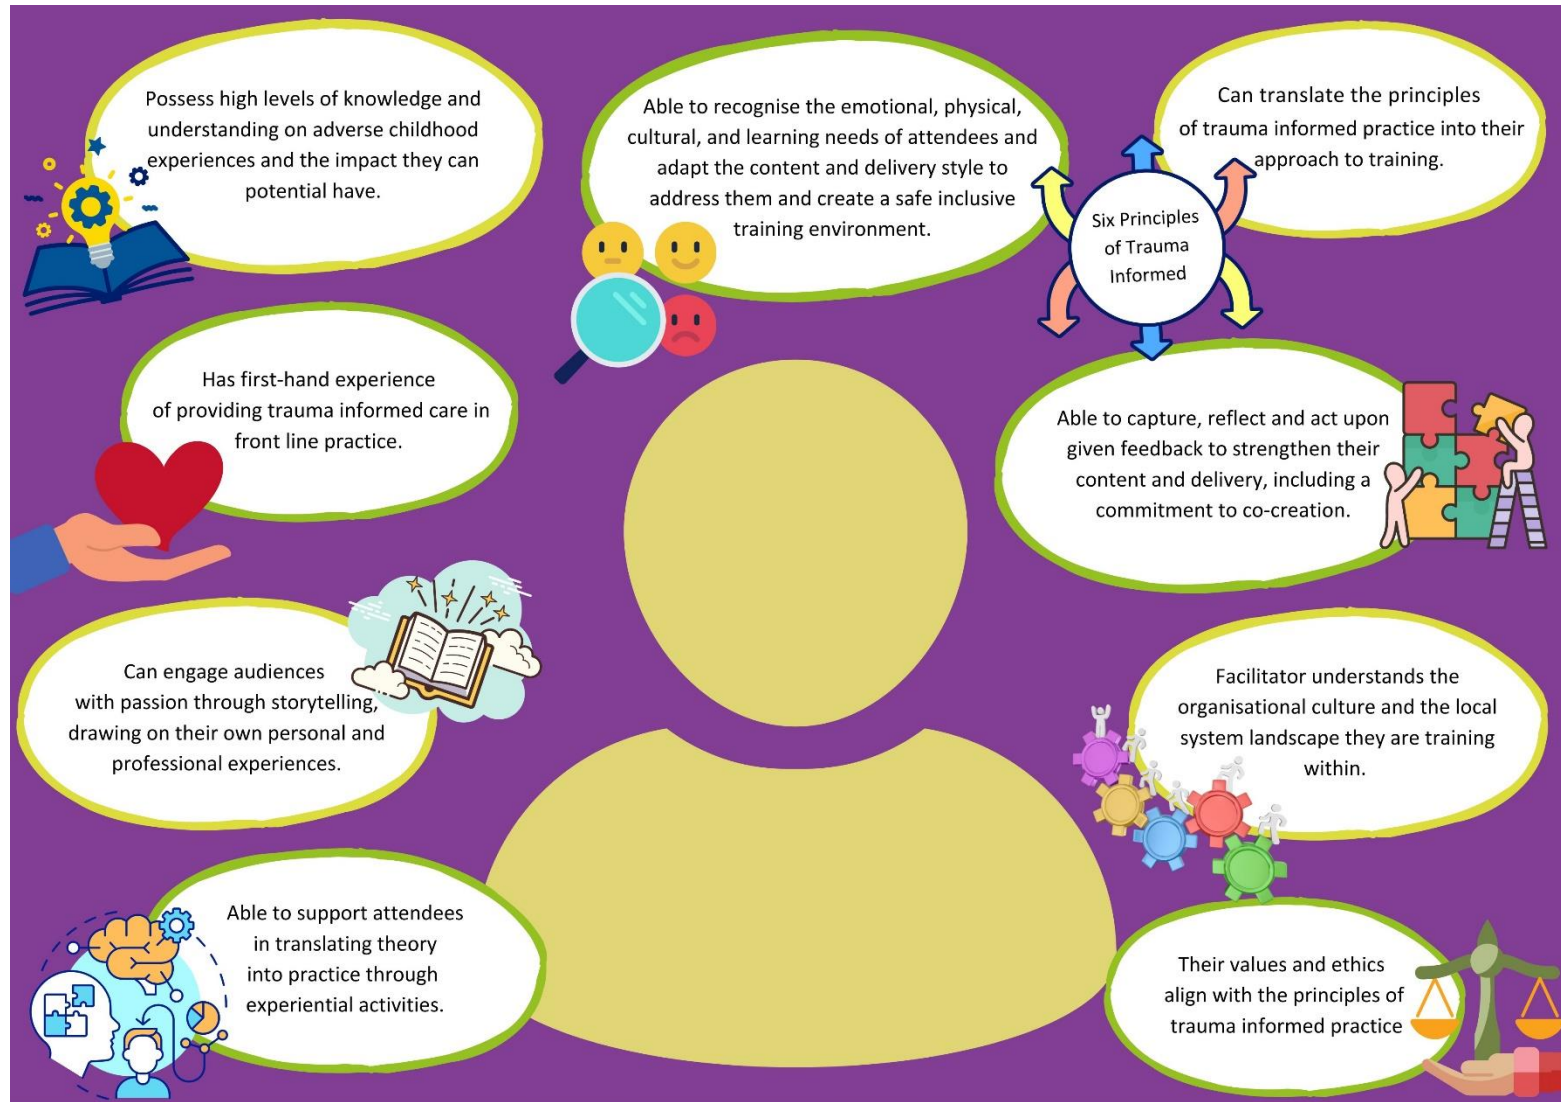 Possess high levels of knowledge and
understanding on adverse childhood
experiences and the impact they can
potential have.
Able to recognise the emotional, physical,
cultural, and learning needs of attendees and
adapt the content and delivery style to
address them and create a safe inclusive
training environment.
Can translate the principles
of trauma informed practice into their
approach to training.
Six Principles
of Trauma
Informed
Has first-hand experience
of providing trauma informed care in
front line practice.
Able to capture, reflect and act upon
given feedback to strengthen their
content and delivery, including a
commitment to co-creation.
Can engage audiences
with passion through storytelling,
drawing on their own personal and
professional experiences.
Facilitator understands the
organisational culture and the local
system landscape they are training
within.
Able to support attendees
in translating theory
into practice through
experiential activities.
Their values and ethics
align with the principles of
trauma informed practice